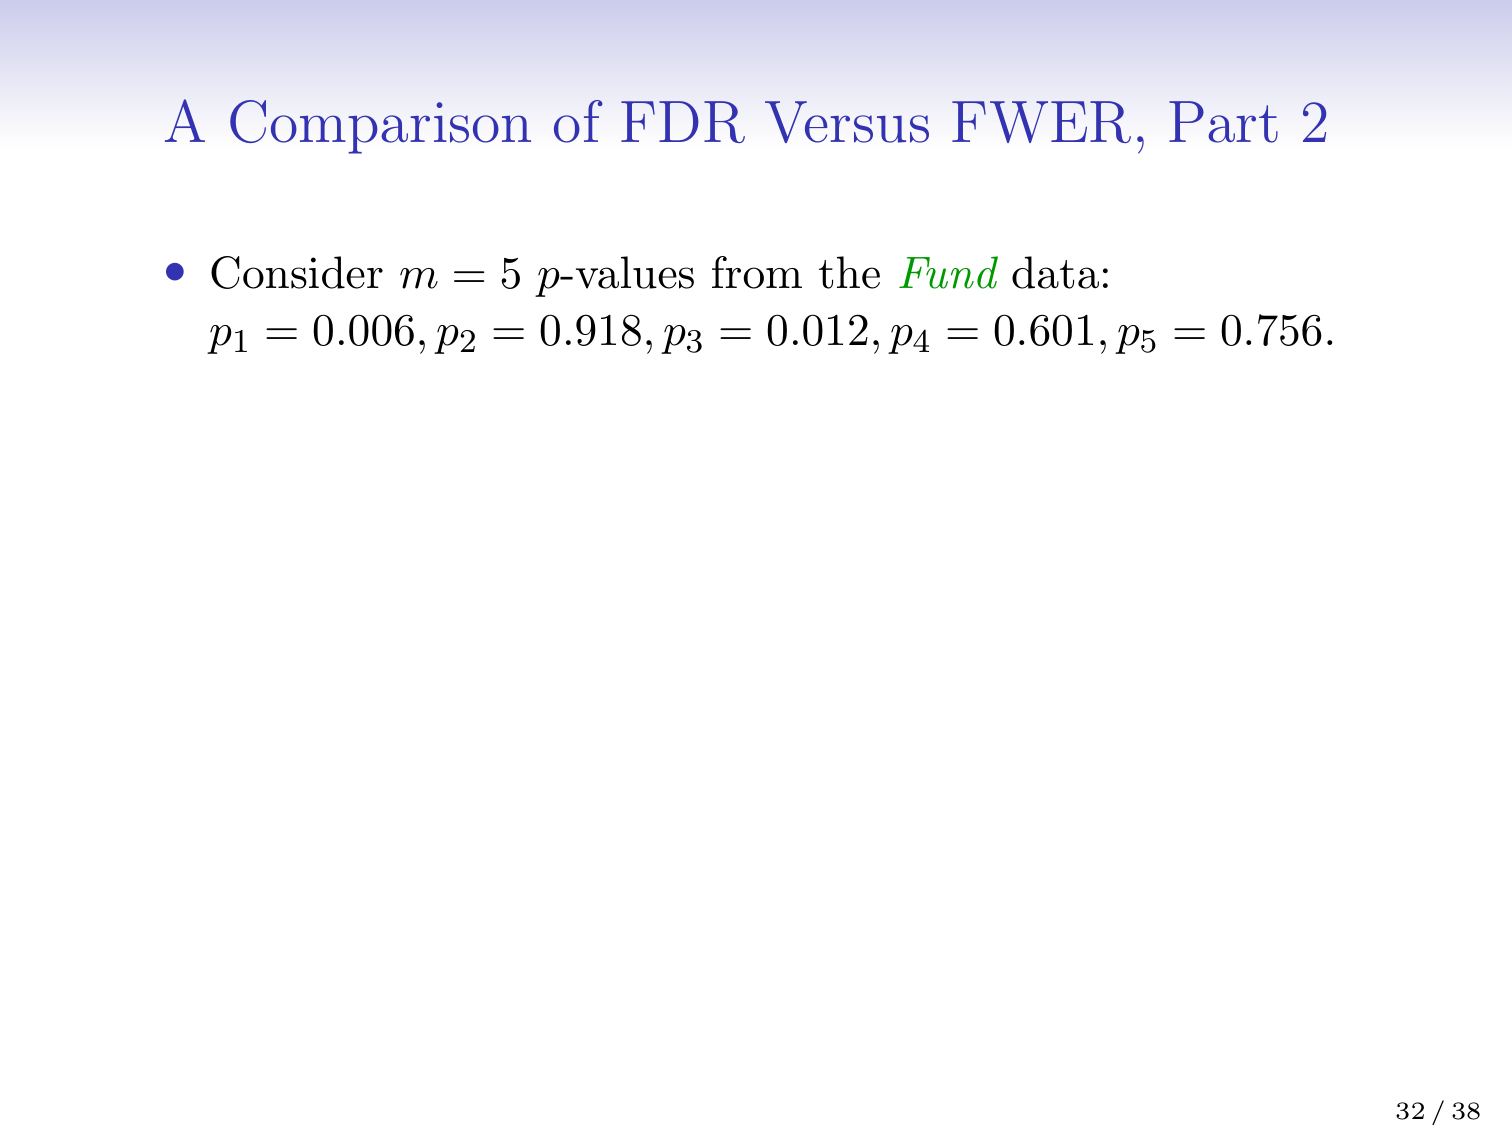 A Comparison of FDR Versus FWER, Part 2
• Consider m = 5 p-values from the Fund data:
p₁ = 0.006, p₂ = 0.918, p₃ = 0.012, p₄ = 0.601, p₅ = 0.756.
32 / 38